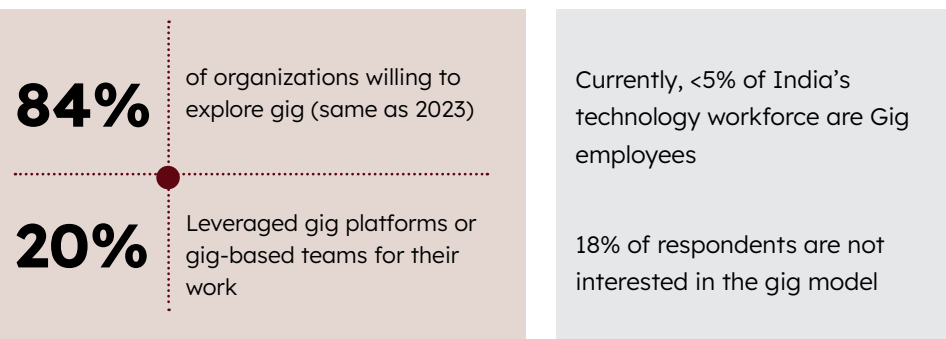 84%
of organizations willing to
explore gig (same as 2023)
20%
Leveraged gig platforms or
gig-based teams for their
work
Currently, <5% of India’s
technology workforce are Gig
employees
18% of respondents are not
interested in the gig model